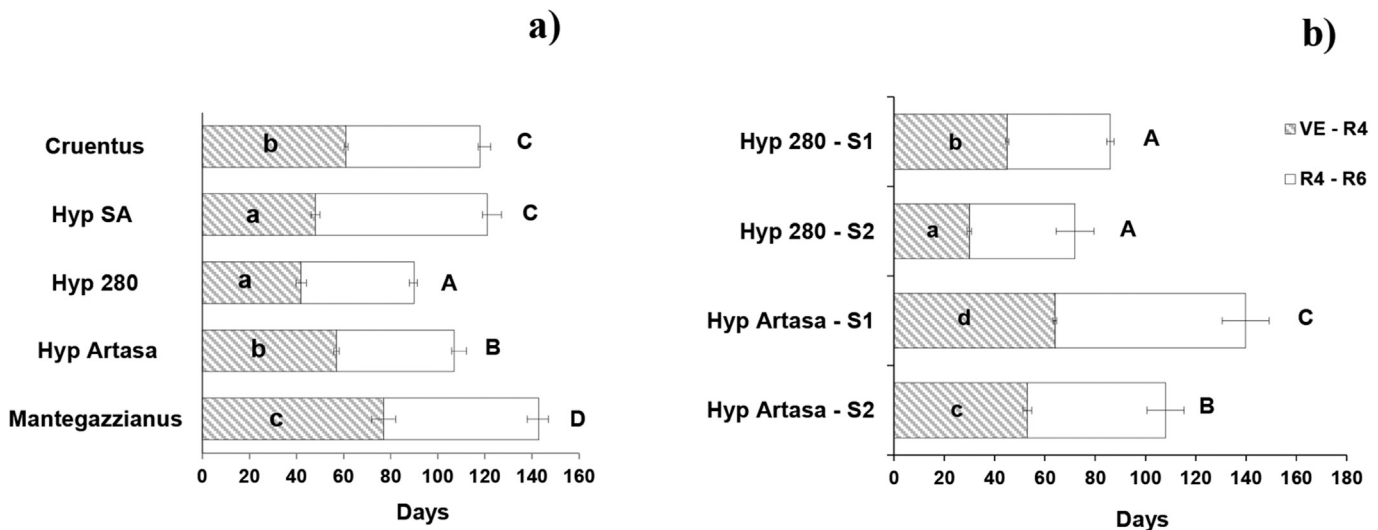 a)
Cruentus
b
C
Hyp SA
a
C
Hyp 280
a
A
Hyp Artasa
b
B
Mantegazzianus
c
D
0 20 40 60 80 100 120 140 160
Days
b)
VE - R4
R4 - R6
Hyp 280 - S1
b
A
Hyp 280 - S2
a
A
Hyp Artasa - S1
d
C
Hyp Artasa - S2
c
B
0 20 40 60 80 100 120 140 160 180
Days